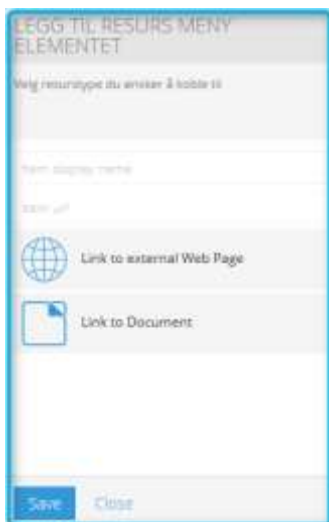 LEGG TIL RESURS MENY
ELEMENTET
Velg resurstype du ønsker å koble til
Item display name
Item url
Link to external Web Page
Link to Document
Save Close